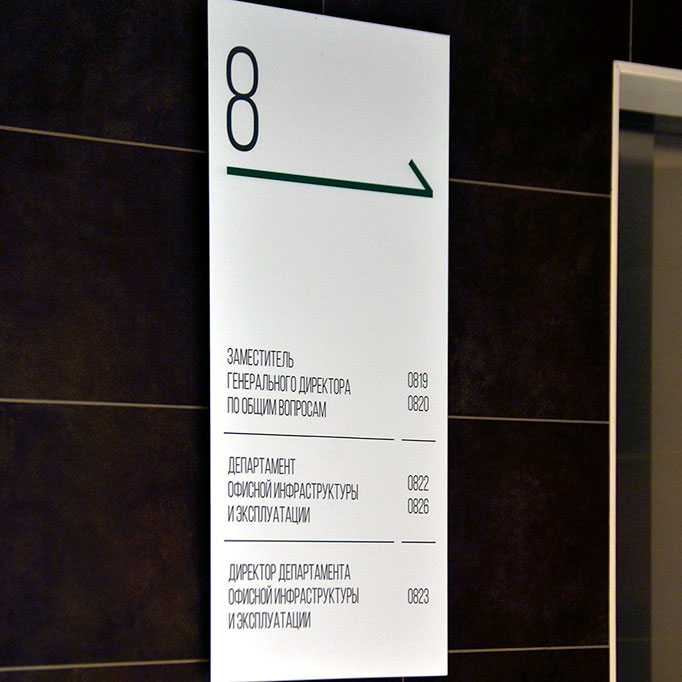 8
ЗАМЕСТИТЕЛЬ
ГЕНЕРАЛЬНОГО ДИРЕКТОРА 0819
ПО ОБЩИМ ВОПРОСАМ 0820
ДЕПАРТАМЕНТ
ОФИСНОЙ ИНФРАСТРУКТУРЫ 0822
И ЭКСПЛУАТАЦИИ 0826
ДИРЕКТОР ДЕПАРТАМЕНТА
ОФИСНОЙ ИНФРАСТРУКТУРЫ 0823
И ЭКСПЛУАТАЦИИ